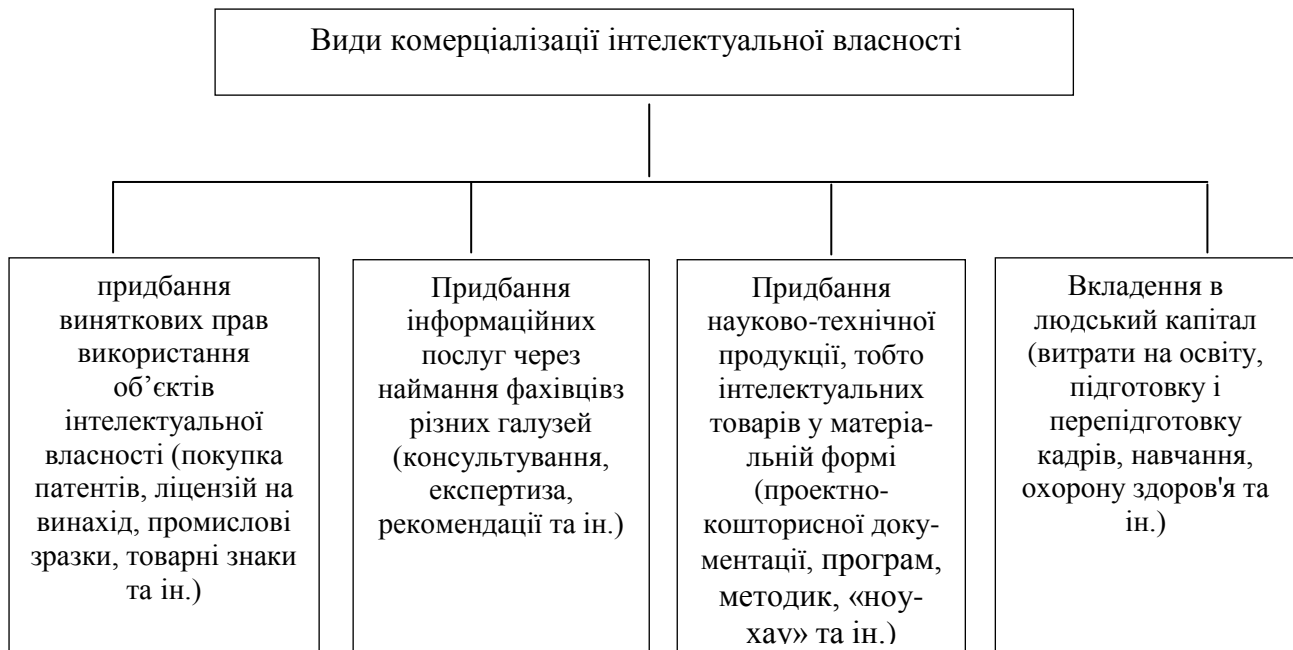 Види комерціалізації інтелектуальної власності
придбання
виняткових прав
використання
об’єктів
інтелектуальної
власності (покупка
патентів, ліцензій на
винахід, промислові
зразки, товарні знаки
та ін.)
Придбання
інформаційних
послуг через
наймання фахівцівз
різних галузей
(консультування,
експертиза,
рекомендації та ін.)
Придбання
науково-технічної
продукції, тобто
інтелектуальних
товарів у матеріа-
льній формі
(проектно-
кошторисної доку-
ментації, програм,
методик, «ноу-
хау» та ін.)
Вкладення в
людський капітал
(витрати на освіту,
підготовку і
перепідготовку
кадрів, навчання,
охорону здоров'я та
ін.)